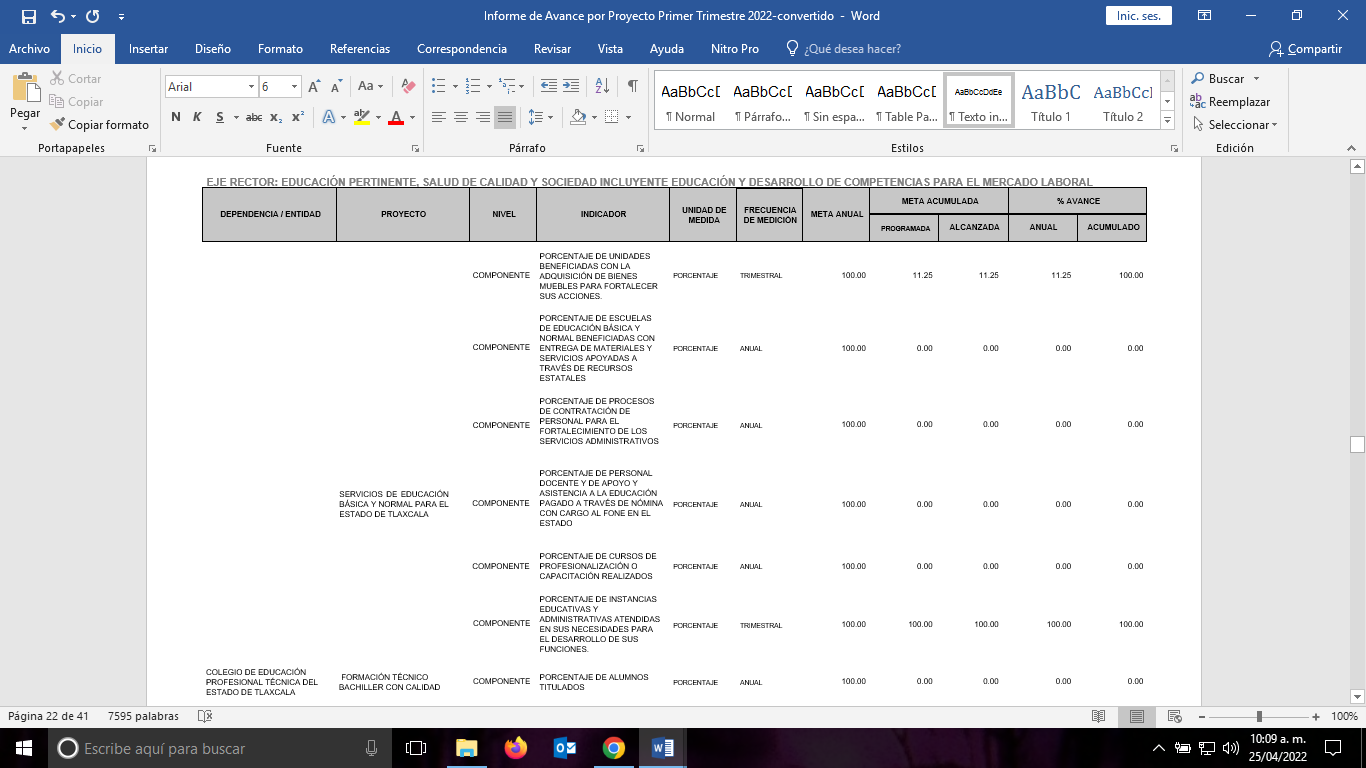 Informe de Avance por Proyecto Primer Trimestre 2022-convertido - Word
Inic. ses.
Archivo Inicio Insertar Diseño Formato Referencias Correspondencia Revisar Vista Ayuda Nitro Pro ¿Qué desea hacer? Compartir
Pegar
Cortar
Copiar
Copiar formato
Portapapeles
Arial 6
N K S abc x₂ x²
Fuente
Párrafo
AaBbCcI AaBbCcI AaBbCcI AaBbCcI AaBbCcDdEe AaBbC AaBbCcI
¶ Normal ¶ Párrafo... ¶ Sin espa... ¶ Table Pa... ¶ Texto in... Título 1 Título 2
Estilos
Buscar
Reemplazar
Seleccionar
Edición
EJE RECTOR: EDUCACIÓN PERTINENTE, SALUD DE CALIDAD Y SOCIEDAD INCLUYENTE EDUCACIÓN Y DESARROLLO DE COMPETENCIAS PARA EL MERCADO LABORAL
DEPENDENCIA / ENTIDAD
PROYECTO
NIVEL
INDICADOR
UNIDAD DE
MEDIDA
FRECUENCIA
DE MEDICIÓN
META ANUAL
META ACUMULADA
PROGRAMADA ALCANZADA
% AVANCE
ANUAL ACUMULADO
COMPONENTE
PORCENTAJE DE UNIDADES
BENEFICIADAS CON LA
ADQUISICIÓN DE BIENES
MUEBLES PARA FORTALECER
SUS ACCIONES.
PORCENTAJE TRIMESTRAL 100.00 11.25 11.25 11.25 100.00
COMPONENTE
PORCENTAJE DE ESCUELAS
DE EDUCACIÓN BÁSICA Y
NORMAL BENEFICIADAS CON
ENTREGA DE MATERIALES Y
SERVICIOS APOYADAS A
TRAVÉS DE RECURSOS
ESTATALES
PORCENTAJE ANUAL 100.00 0.00 0.00 0.00 0.00
COMPONENTE
PORCENTAJE DE PROCESOS
DE CONTRATACIÓN DE
PERSONAL PARA EL
FORTALECIMIENTO DE LOS
SERVICIOS ADMINISTRATIVOS
PORCENTAJE ANUAL 100.00 0.00 0.00 0.00 0.00
SERVICIOS DE EDUCACIÓN
BÁSICA Y NORMAL PARA EL
ESTADO DE TLAXCALA
COMPONENTE
PORCENTAJE DE PERSONAL
DOCENTE Y DE APOYO Y
ASISTENCIA A LA EDUCACIÓN
PAGADO A TRAVÉS DE NÓMINA
CON CARGO AL FONE EN EL
ESTADO
PORCENTAJE ANUAL 100.00 0.00 0.00 0.00 0.00
COMPONENTE
PORCENTAJE DE CURSOS DE
PROFESIONALIZACIÓN O
CAPACITACIÓN REALIZADOS
PORCENTAJE ANUAL 100.00 0.00 0.00 0.00 0.00
COMPONENTE
PORCENTAJE DE INSTANCIAS
EDUCATIVAS Y
ADMINISTRATIVAS ATENDIDAS
EN SUS NECESIDADES PARA
EL DESARROLLO DE SUS
FUNCIONES.
PORCENTAJE TRIMESTRAL 100.00 100.00 100.00 100.00 100.00
COLEGIO DE EDUCACIÓN
PROFESIONAL TÉCNICA DEL
ESTADO DE TLAXCALA
FORMACIÓN TÉCNICO
BACHILLER CON CALIDAD
COMPONENTE
PORCENTAJE DE ALUMNOS
TITULADOS
PORCENTAJE ANUAL 100.00 0.00 0.00 0.00 0.00
Página 22 de 41 7595 palabras 100%
Escribe aquí para buscar
10:09 a. m.
25/04/2022